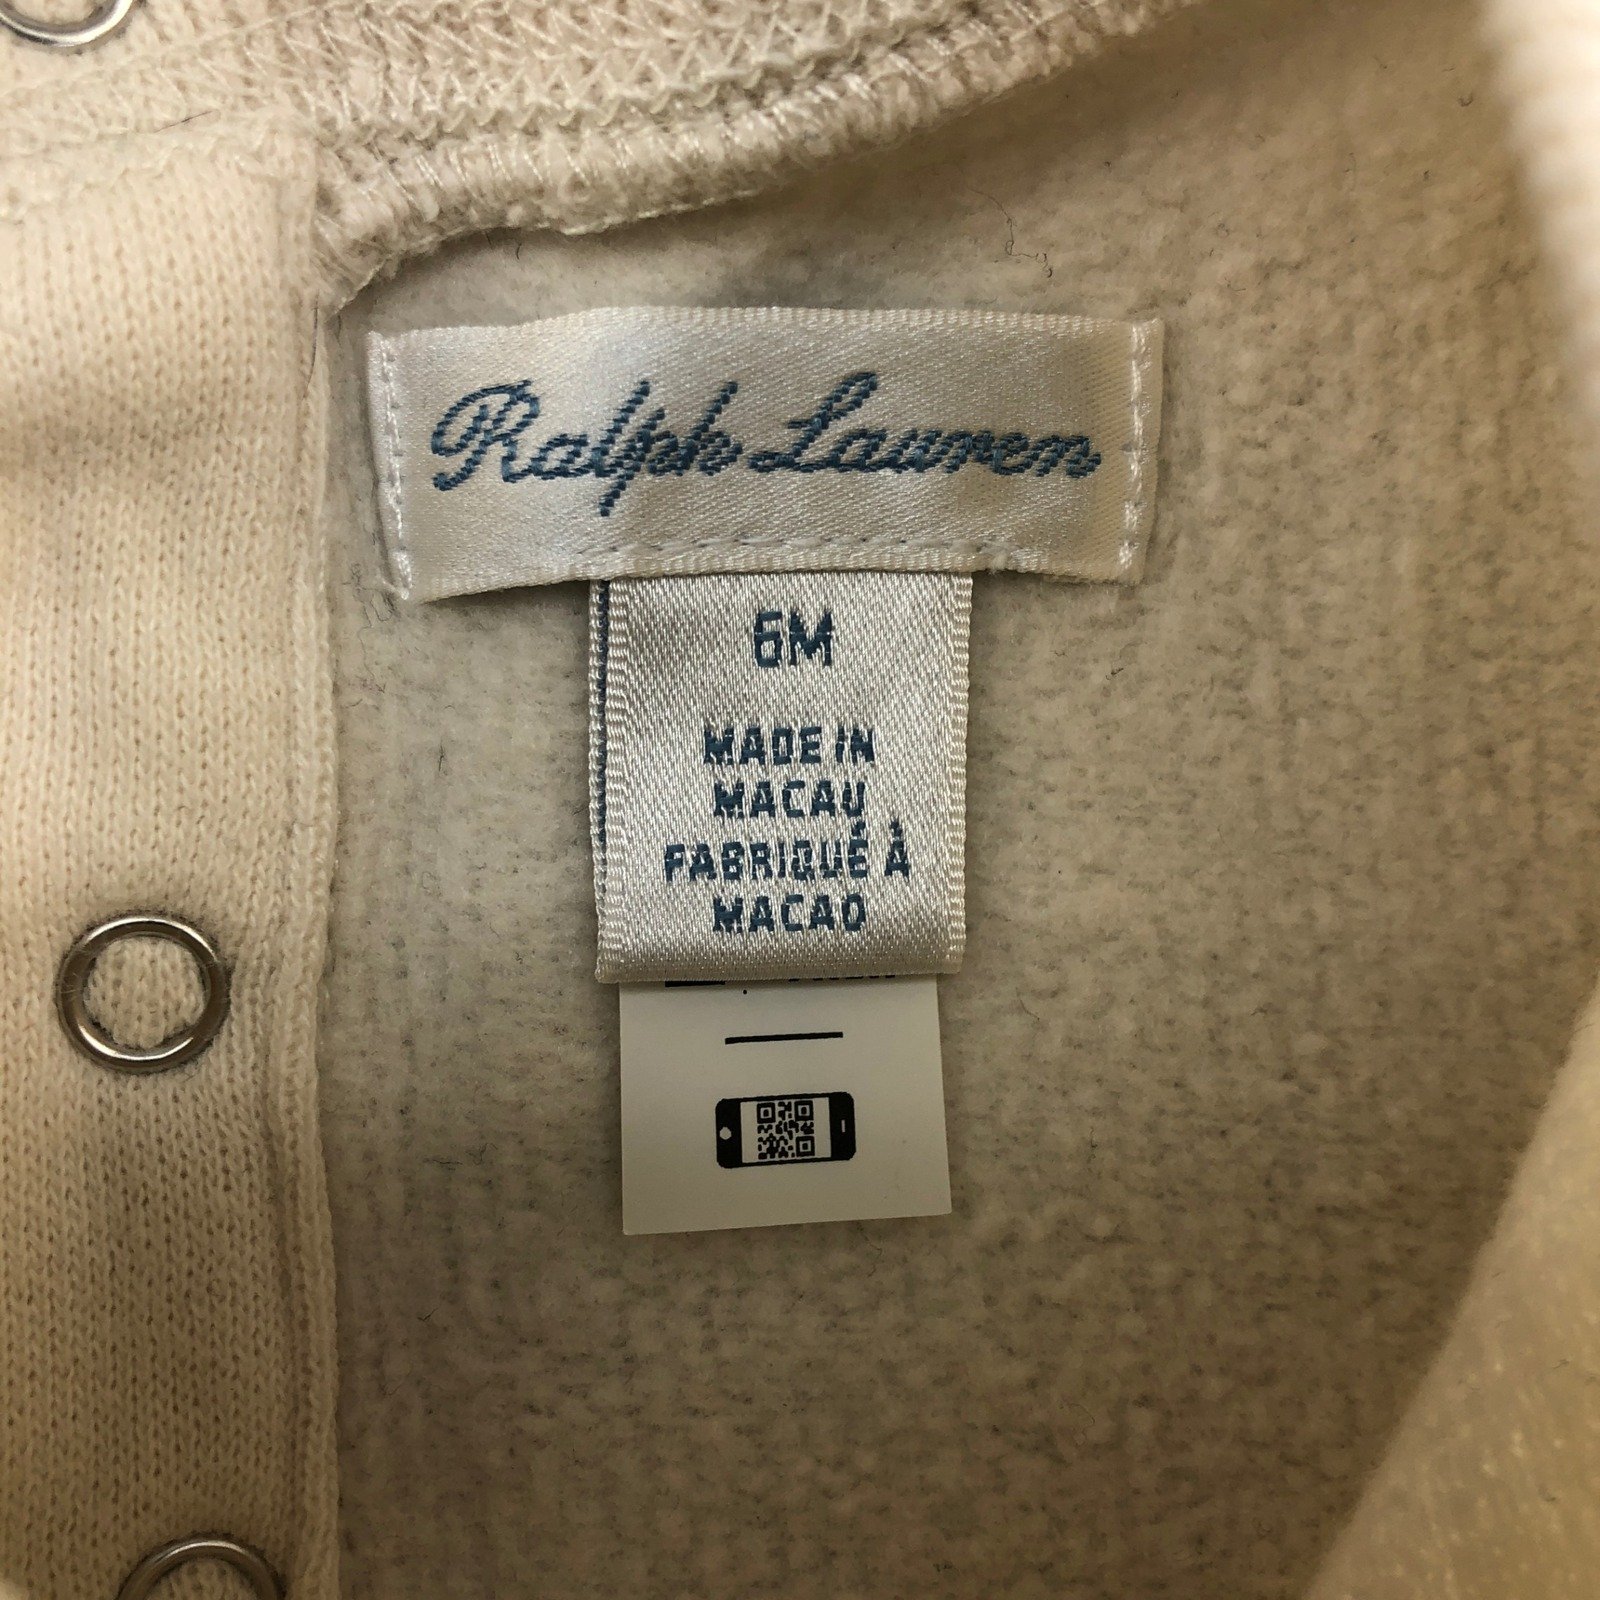 Ralph Lauren
6M
MADE IN
MACAU
FABRIQUÉ À
MACAO